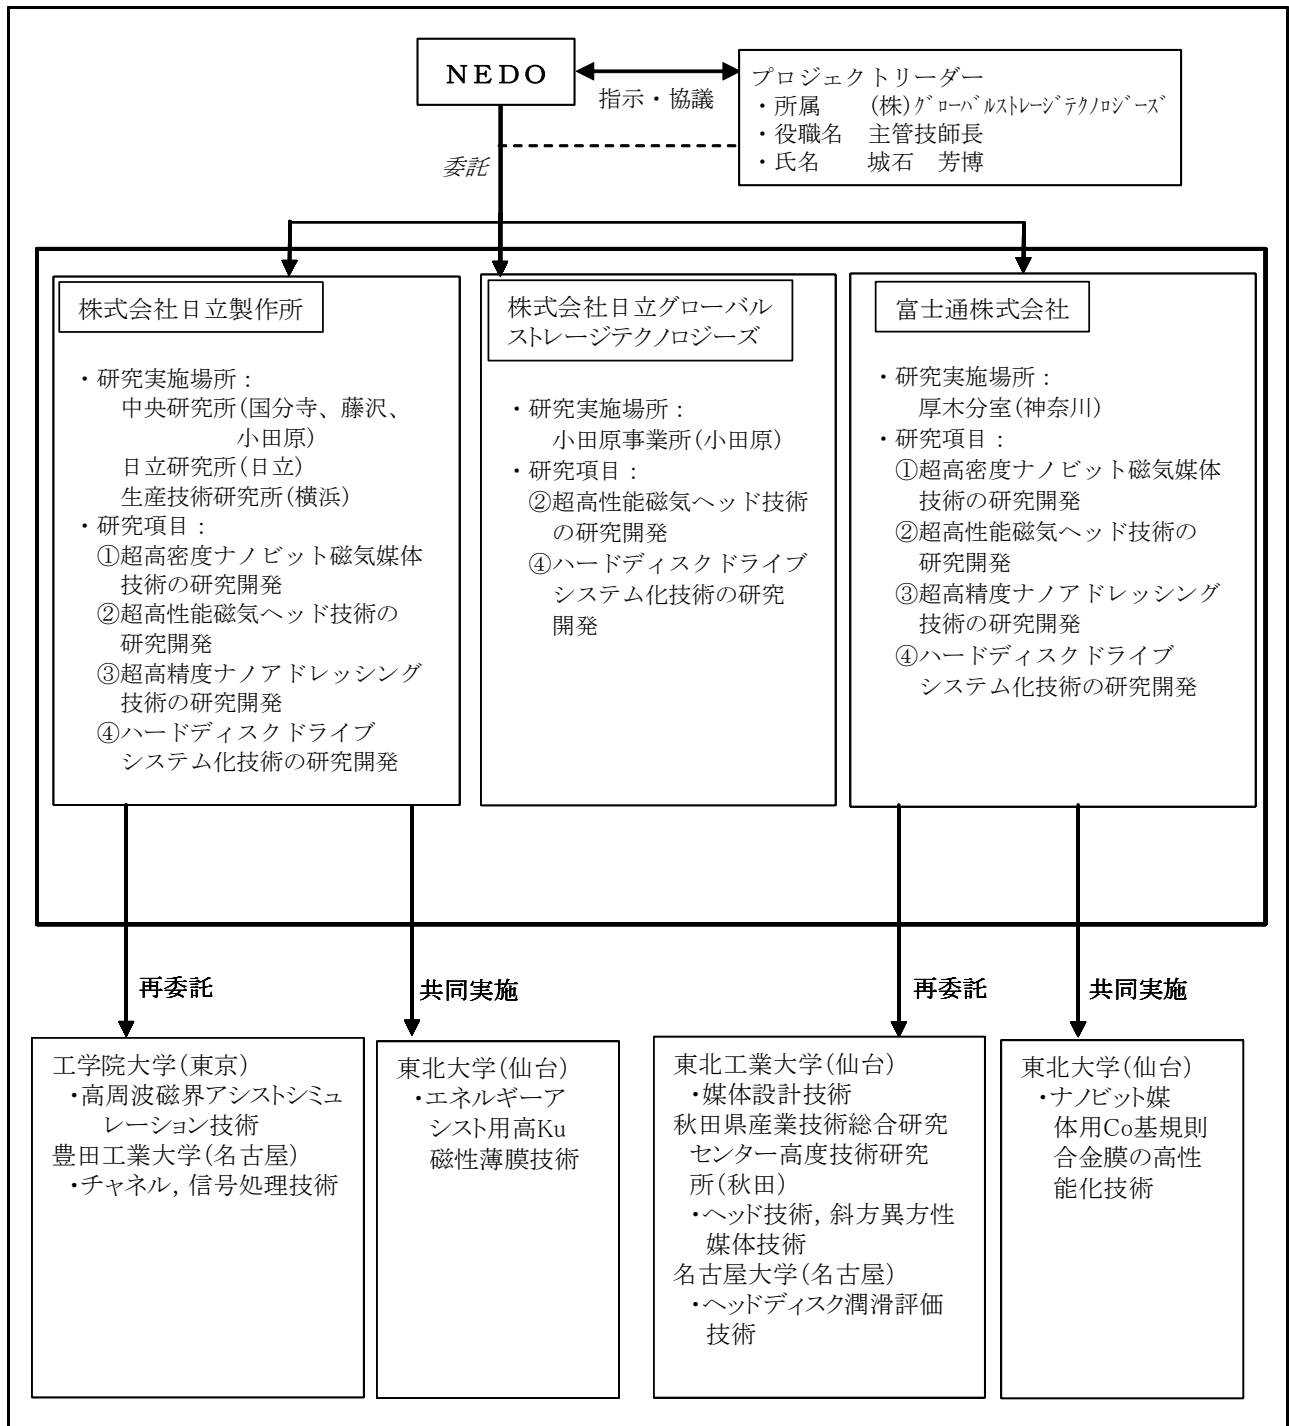 NEDO
指示・協議
プロジェクトリーダー
・所属 (株)グローバルストレージテクノロジーズ
・役職名 主管技師長
・氏名 城石 芳博
委託
株式会社日立製作所
・研究実施場所：
中央研究所(国分寺、藤沢、
小田原)
日立研究所(日立)
生産技術研究所(横浜)
・研究項目：
①超高密度ナノビット磁気媒体
技術の研究開発
②超高性能磁気ヘッド技術の
研究開発
③超高精度ナノアドレッシング
技術の研究開発
④ハードディスクドライブ
システム化技術の研究開発
株式会社日立グローバル
ストレージテクノロジーズ
・研究実施場所：
小田原事業所(小田原)
・研究項目：
②超高性能磁気ヘッド技術
の研究開発
④ハードディスクドライブ
システム化技術の研究
開発
富士通株式会社
・研究実施場所：
厚木分室(神奈川)
・研究項目：
①超高密度ナノビット磁気媒体
技術の研究開発
②超高性能磁気ヘッド技術の
研究開発
③超高精度ナノアドレッシング
技術の研究開発
④ハードディスクドライブ
システム化技術の研究開発
再委託
共同実施
再委託
共同実施
工学院大学(東京)
・高周波磁界アシストシミュ
レーション技術
豊田工業大学(名古屋)
・チャネル，信号処理技術
東北大学(仙台)
・エネルギーア
シスト用高Ku
磁性薄膜技術
東北工業大学(仙台)
・媒体設計技術
秋田県産業技術総合研究
センター高度技術研究
所(秋田)
・ヘッド技術，斜方異方性
媒体技術
名古屋大学(名古屋)
・ヘッドディスク潤滑評価
技術
東北大学(仙台)
・ナノビット媒
体用Co基規則
合金膜の高性
能化技術